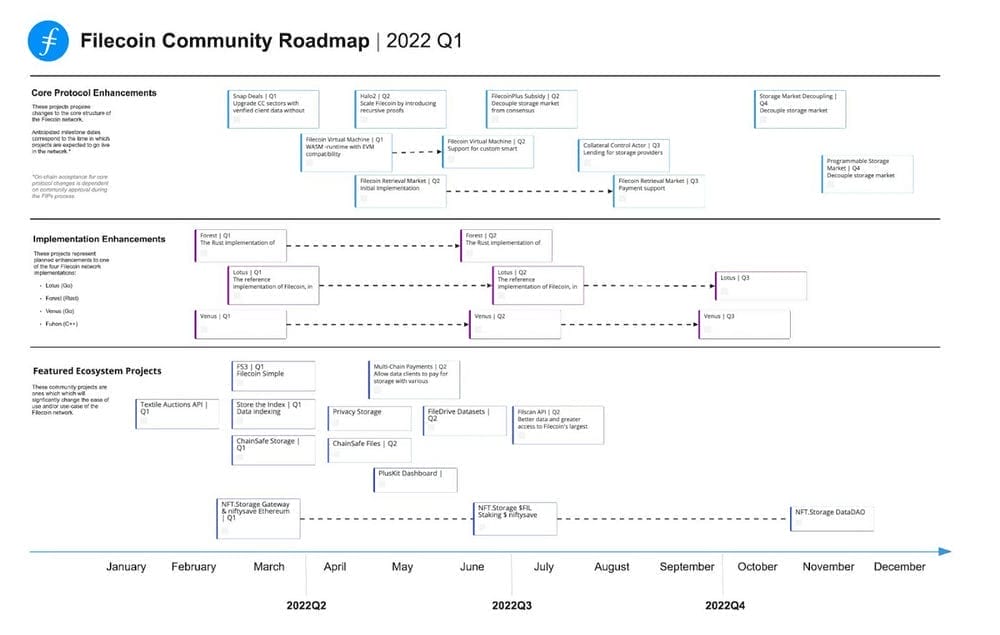 Filecoin Community Roadmap | 2022 Q1
Core Protocol Enhancements
These projects propose
changes to the core structure of
the Filecoin network.
Anticipated milestone dates
correspond to the time in which
projects are expected to go live
in the network.*
*On-chain acceptance for core
protocol changes is dependent
on community approval during
the FIPs process.
Snap Deals | Q1
Upgrade CC sectors with
verified client data without
Halo2 | Q2
Scale Filecoin by introducing
recursive proofs
FilecoinPlus Subsidy | Q2
Decouple storage market
from consensus
Storage Market Decoupling |
Q4
Decouple storage market
Filecoin Virtual Machine | Q1
WASM -runtime with EVM
compatibility
Filecoin Virtual Machine | Q2
Support for custom smart
Collateral Control Actor | Q3
Lending for storage providers
Programmable Storage
Market | Q4
Decouple storage market
Filecoin Retrieval Market | Q2
Initial Implementation
Filecoin Retrieval Market | Q3
Payment support
Implementation Enhancements
These projects represent
planned enhancements to one
of the four Filecoin network
implementations:
• Lotus (Go)
• Forest (Rust)
• Venus (Go)
• Fuhon (C++)
Forest | Q1
The Rust implementation of
Forest | Q2
The Rust implementation of
Lotus | Q1
The reference
implementation of Filecoin, in
Lotus | Q2
The reference
implementation of Filecoin, in
Lotus | Q3
Venus | Q1
Venus | Q2
Venus | Q3
Featured Ecosystem Projects
These community projects are
ones which which will
significantly change the ease of
use and/or use-case of the
Filecoin network.
FS3 | Q1
Filecoin Simple
Multi-Chain Payments | Q2
Allow data clients to pay for
storage with various
Textile Auctions API |
Q1
Store the Index | Q1
Data indexing
Privacy Storage
FileDrive Datasets |
Q2
Filscan API | Q2
Better data and greater
access to Filecoin's largest
ChainSafe Storage |
Q1
ChainSafe Files | Q2
PlusKit Dashboard |
NFT.Storage Gateway
& niftysave Ethereum
| Q1
NFT.Storage $FIL
Staking $ niftysave
NFT.Storage DataDAO
January February March April May June July August September October November December
2022Q2 2022Q3 2022Q4